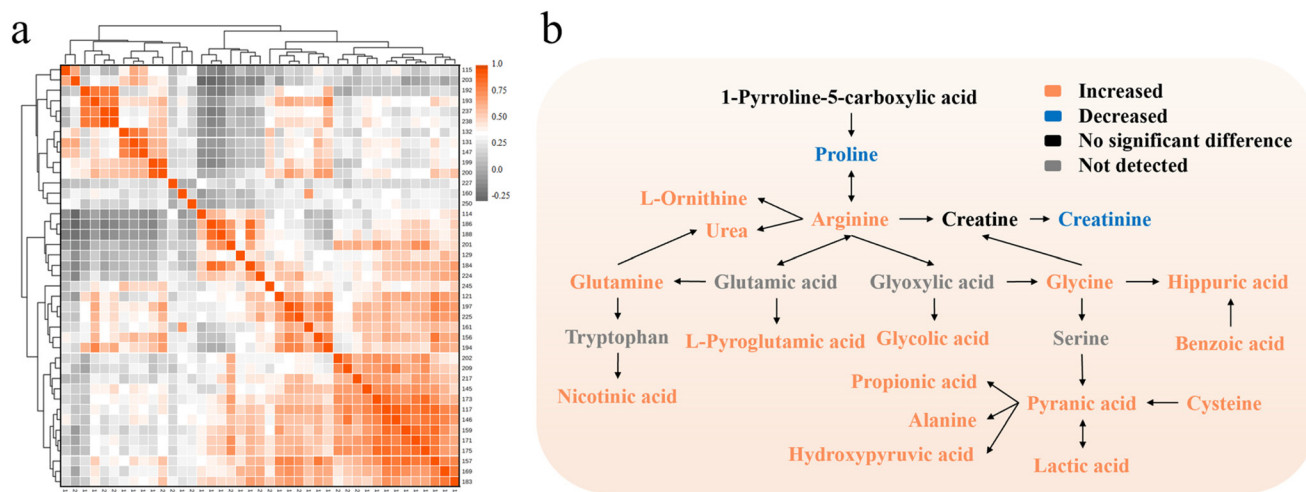 a
b
1.0
0.75
0.50
0.25
0.0
-0.25
115
203
192
193
237
238
132
131
147
199
200
227
160
250
114
186
188
201
129
184
224
245
121
197
225
161
156
194
202
209
217
145
173
117
146
159
171
175
157
169
183
Increased
Decreased
No significant difference
Not detected
1-Pyrroline-5-carboxylic acid
Proline
L-Ornithine
Arginine
Creatine
Creatinine
Urea
Glutamine
Glutamic acid
Glyoxylic acid
Glycine
Hippuric acid
Tryptophan
L-Pyroglutamic acid
Glycolic acid
Serine
Benzoic acid
Nicotinic acid
Propionic acid
Pyranic acid
Cysteine
Alanine
Hydroxypyruvic acid
Lactic acid